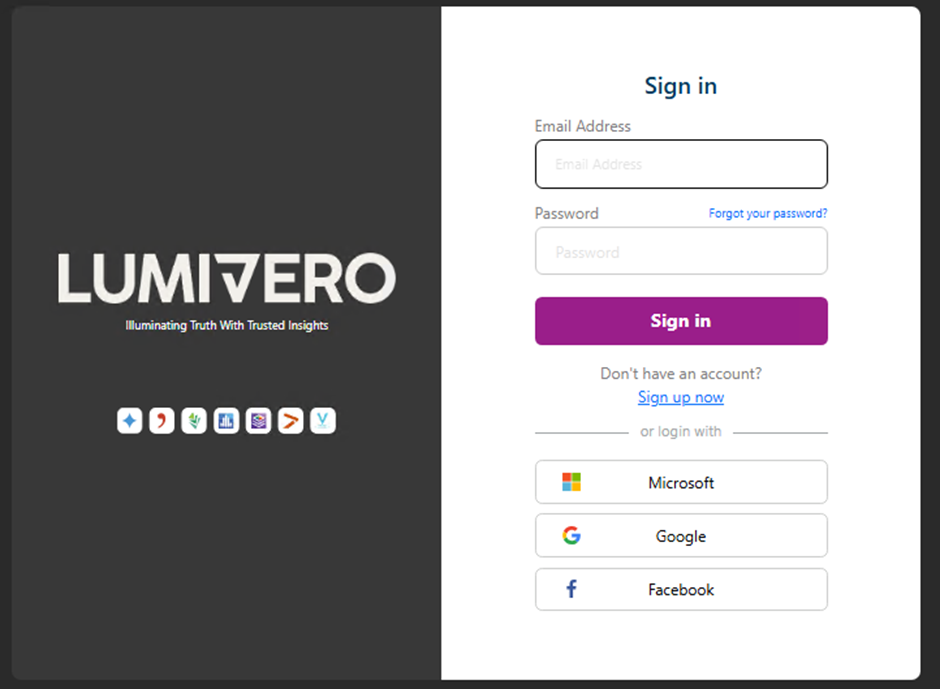 LUMIVERO
Illuminating Truth With Trusted Insights
Sign in
Email Address
Email Address
Password
Forgot your password?
Password
Sign in
Don't have an account?
Sign up now
or login with
Microsoft
Google
Facebook